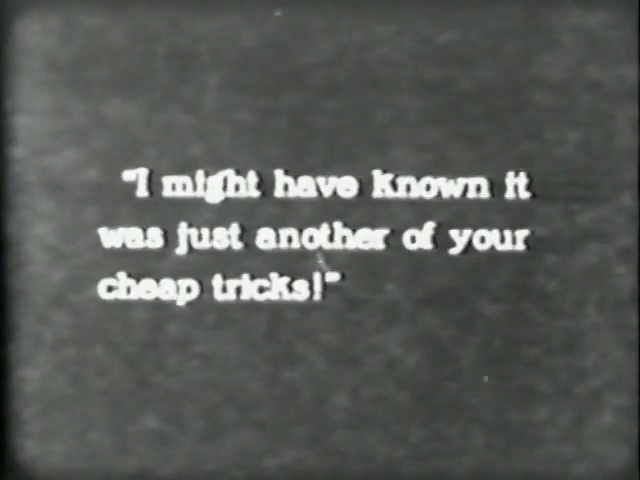 "I might have known it
was just another of your
cheap tricks!"